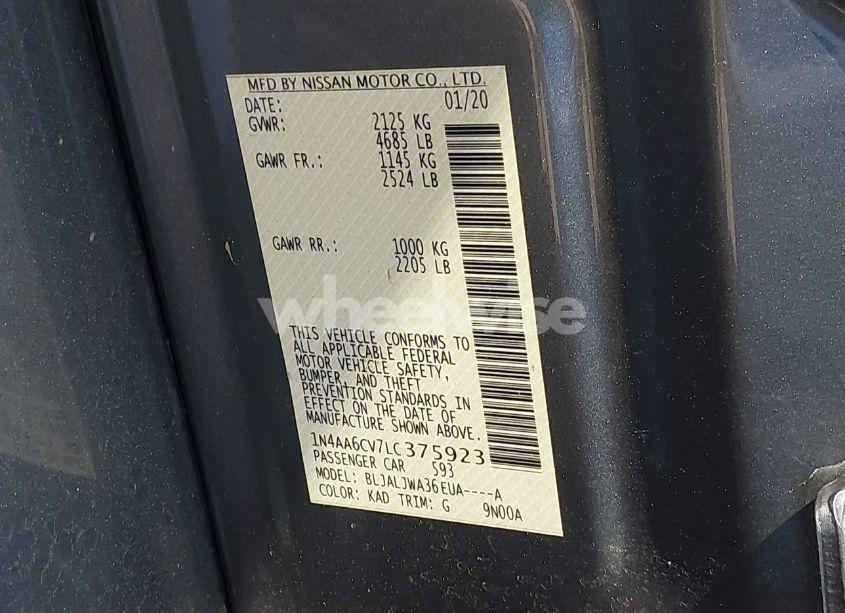 MFD BY NISSAN MOTOR CO., LTD.
DATE: 01/20
GVWR: 2125 KG
4685 LB
GAWR FR.: 1145 KG
2524 LB
GAWR RR.: 1000 KG
2205 LB
wheelwise
THIS VEHICLE CONFORMS TO
ALL APPLICABLE FEDERAL
MOTOR VEHICLE SAFETY,
BUMPER, AND THEFT
PREVENTION STANDARDS IN
EFFECT ON THE DATE OF
MANUFACTURE SHOWN ABOVE.
1N4AA6CV7LC375923
PASSENGER CAR 593
MODEL: BLJALJWA36EUA----A
COLOR: KAD TRIM: G 9N00A